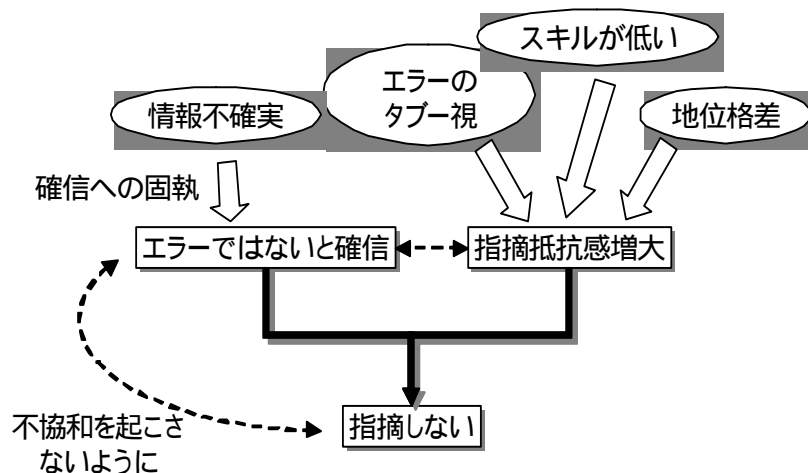 スキルが低い
エラーの
タブー視
情報不確実
地位格差
確信への固執
エラーではないと確信
指摘抵抗感増大
指摘しない
不協和を起こさ
ないように